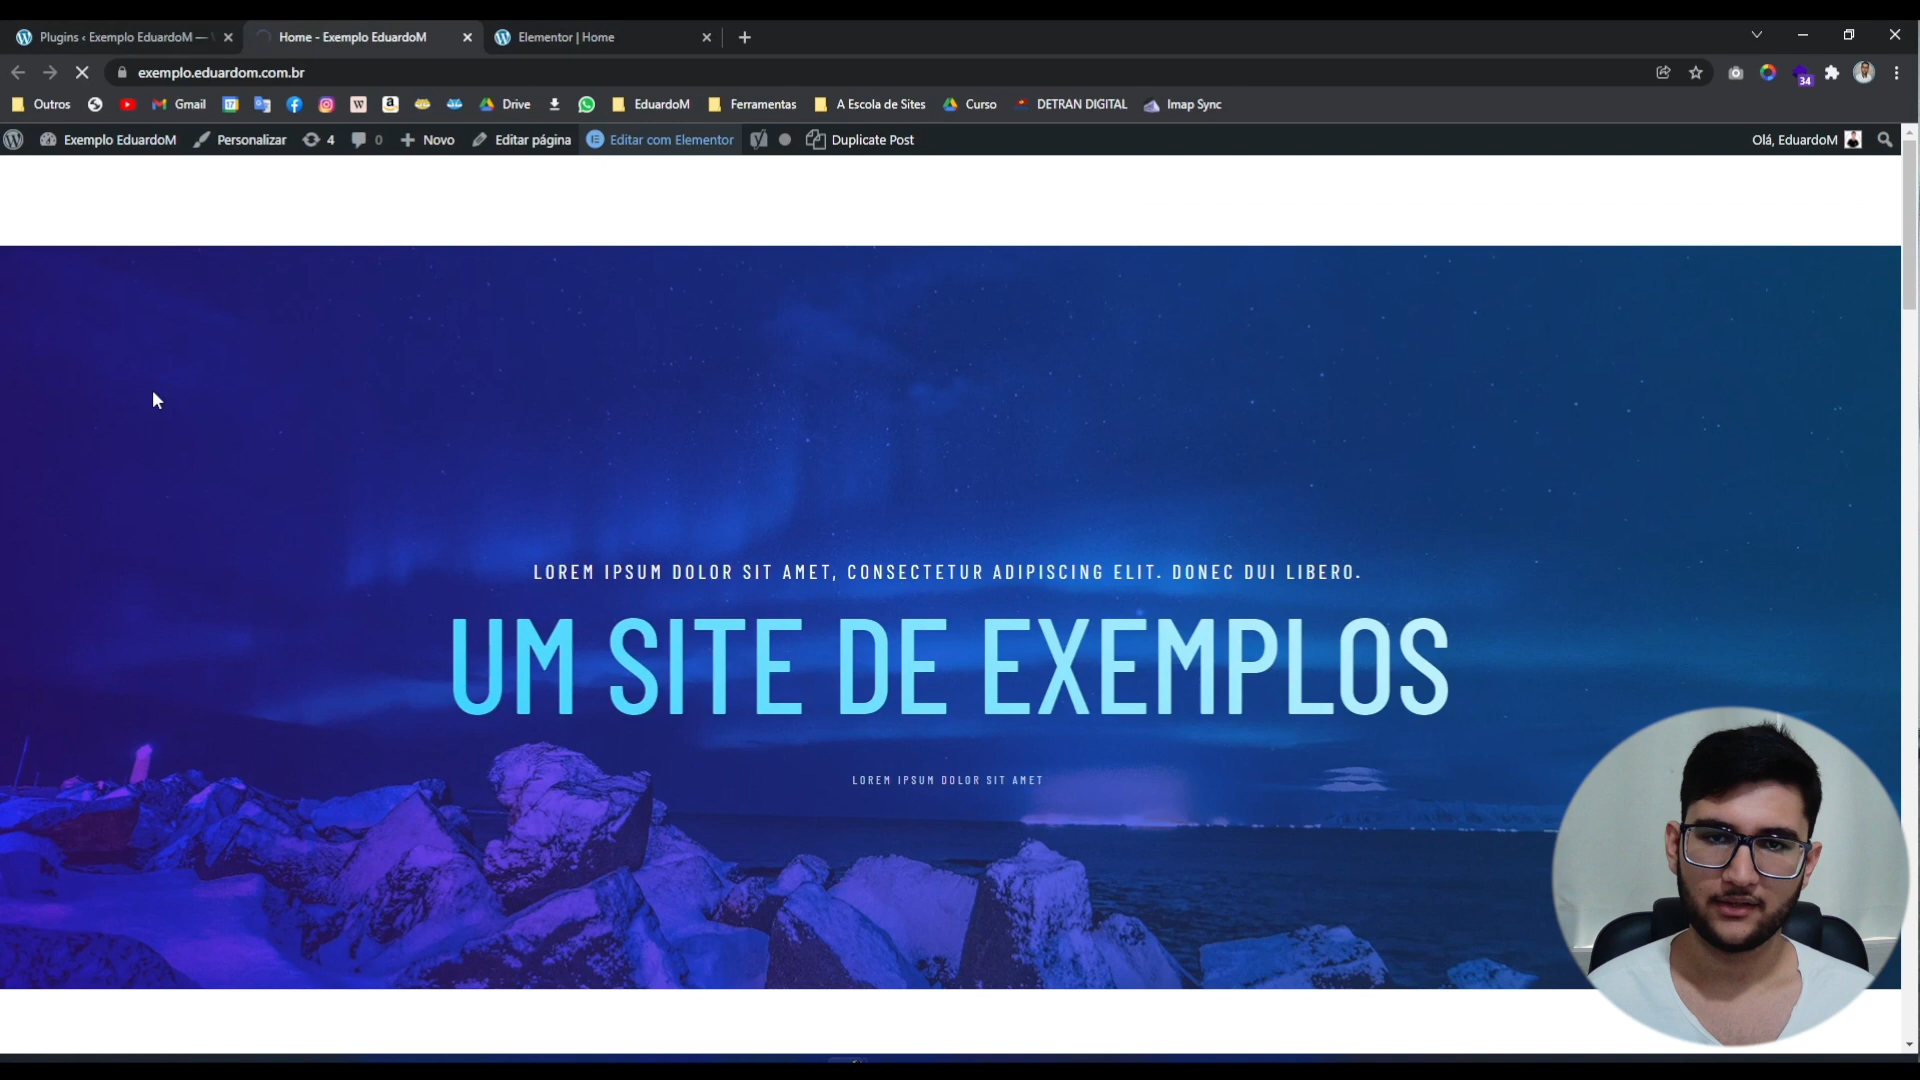 Plugins ‹ Exemplo EduardoM —
Home - Exemplo EduardoM
Elementor | Home
exemplo.eduardom.com.br
34
Outros
Gmail
17
W
a
Drive
EduardoM
Ferramentas
A Escola de Sites
Curso
DETRAN DIGITAL
Imap Sync
Exemplo EduardoM
Personalizar
4
0
Novo
Editar página
Editar com Elementor
Duplicate Post
Olá, EduardoM
LOREM IPSUM DOLOR SIT AMET, CONSECTETUR ADIPISCING ELIT. DONEC DUI LIBERO.
UM SITE DE EXEMPLOS
LOREM IPSUM DOLOR SIT AMET